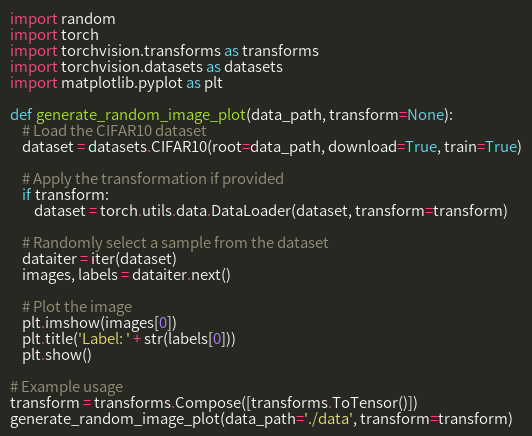 import random
import torch
import torchvision.transforms as transforms
import torchvision.datasets as datasets
import matplotlib.pyplot as plt

def generate_random_image_plot(data_path, transform=None):
    # Load the CIFAR10 dataset
    dataset = datasets.CIFAR10(root=data_path, download=True, train=True)

    # Apply the transformation if provided
    if transform:
        dataset = torch.utils.data.DataLoader(dataset, transform=transform)

    # Randomly select a sample from the dataset
    dataiter = iter(dataset)
    images, labels = dataiter.next()

    # Plot the image
    plt.imshow(images[0])
    plt.title('Label: ' + str(labels[0]))
    plt.show()

# Example usage
transform = transforms.Compose([transforms.ToTensor()])
generate_random_image_plot(data_path='./data', transform=transform)